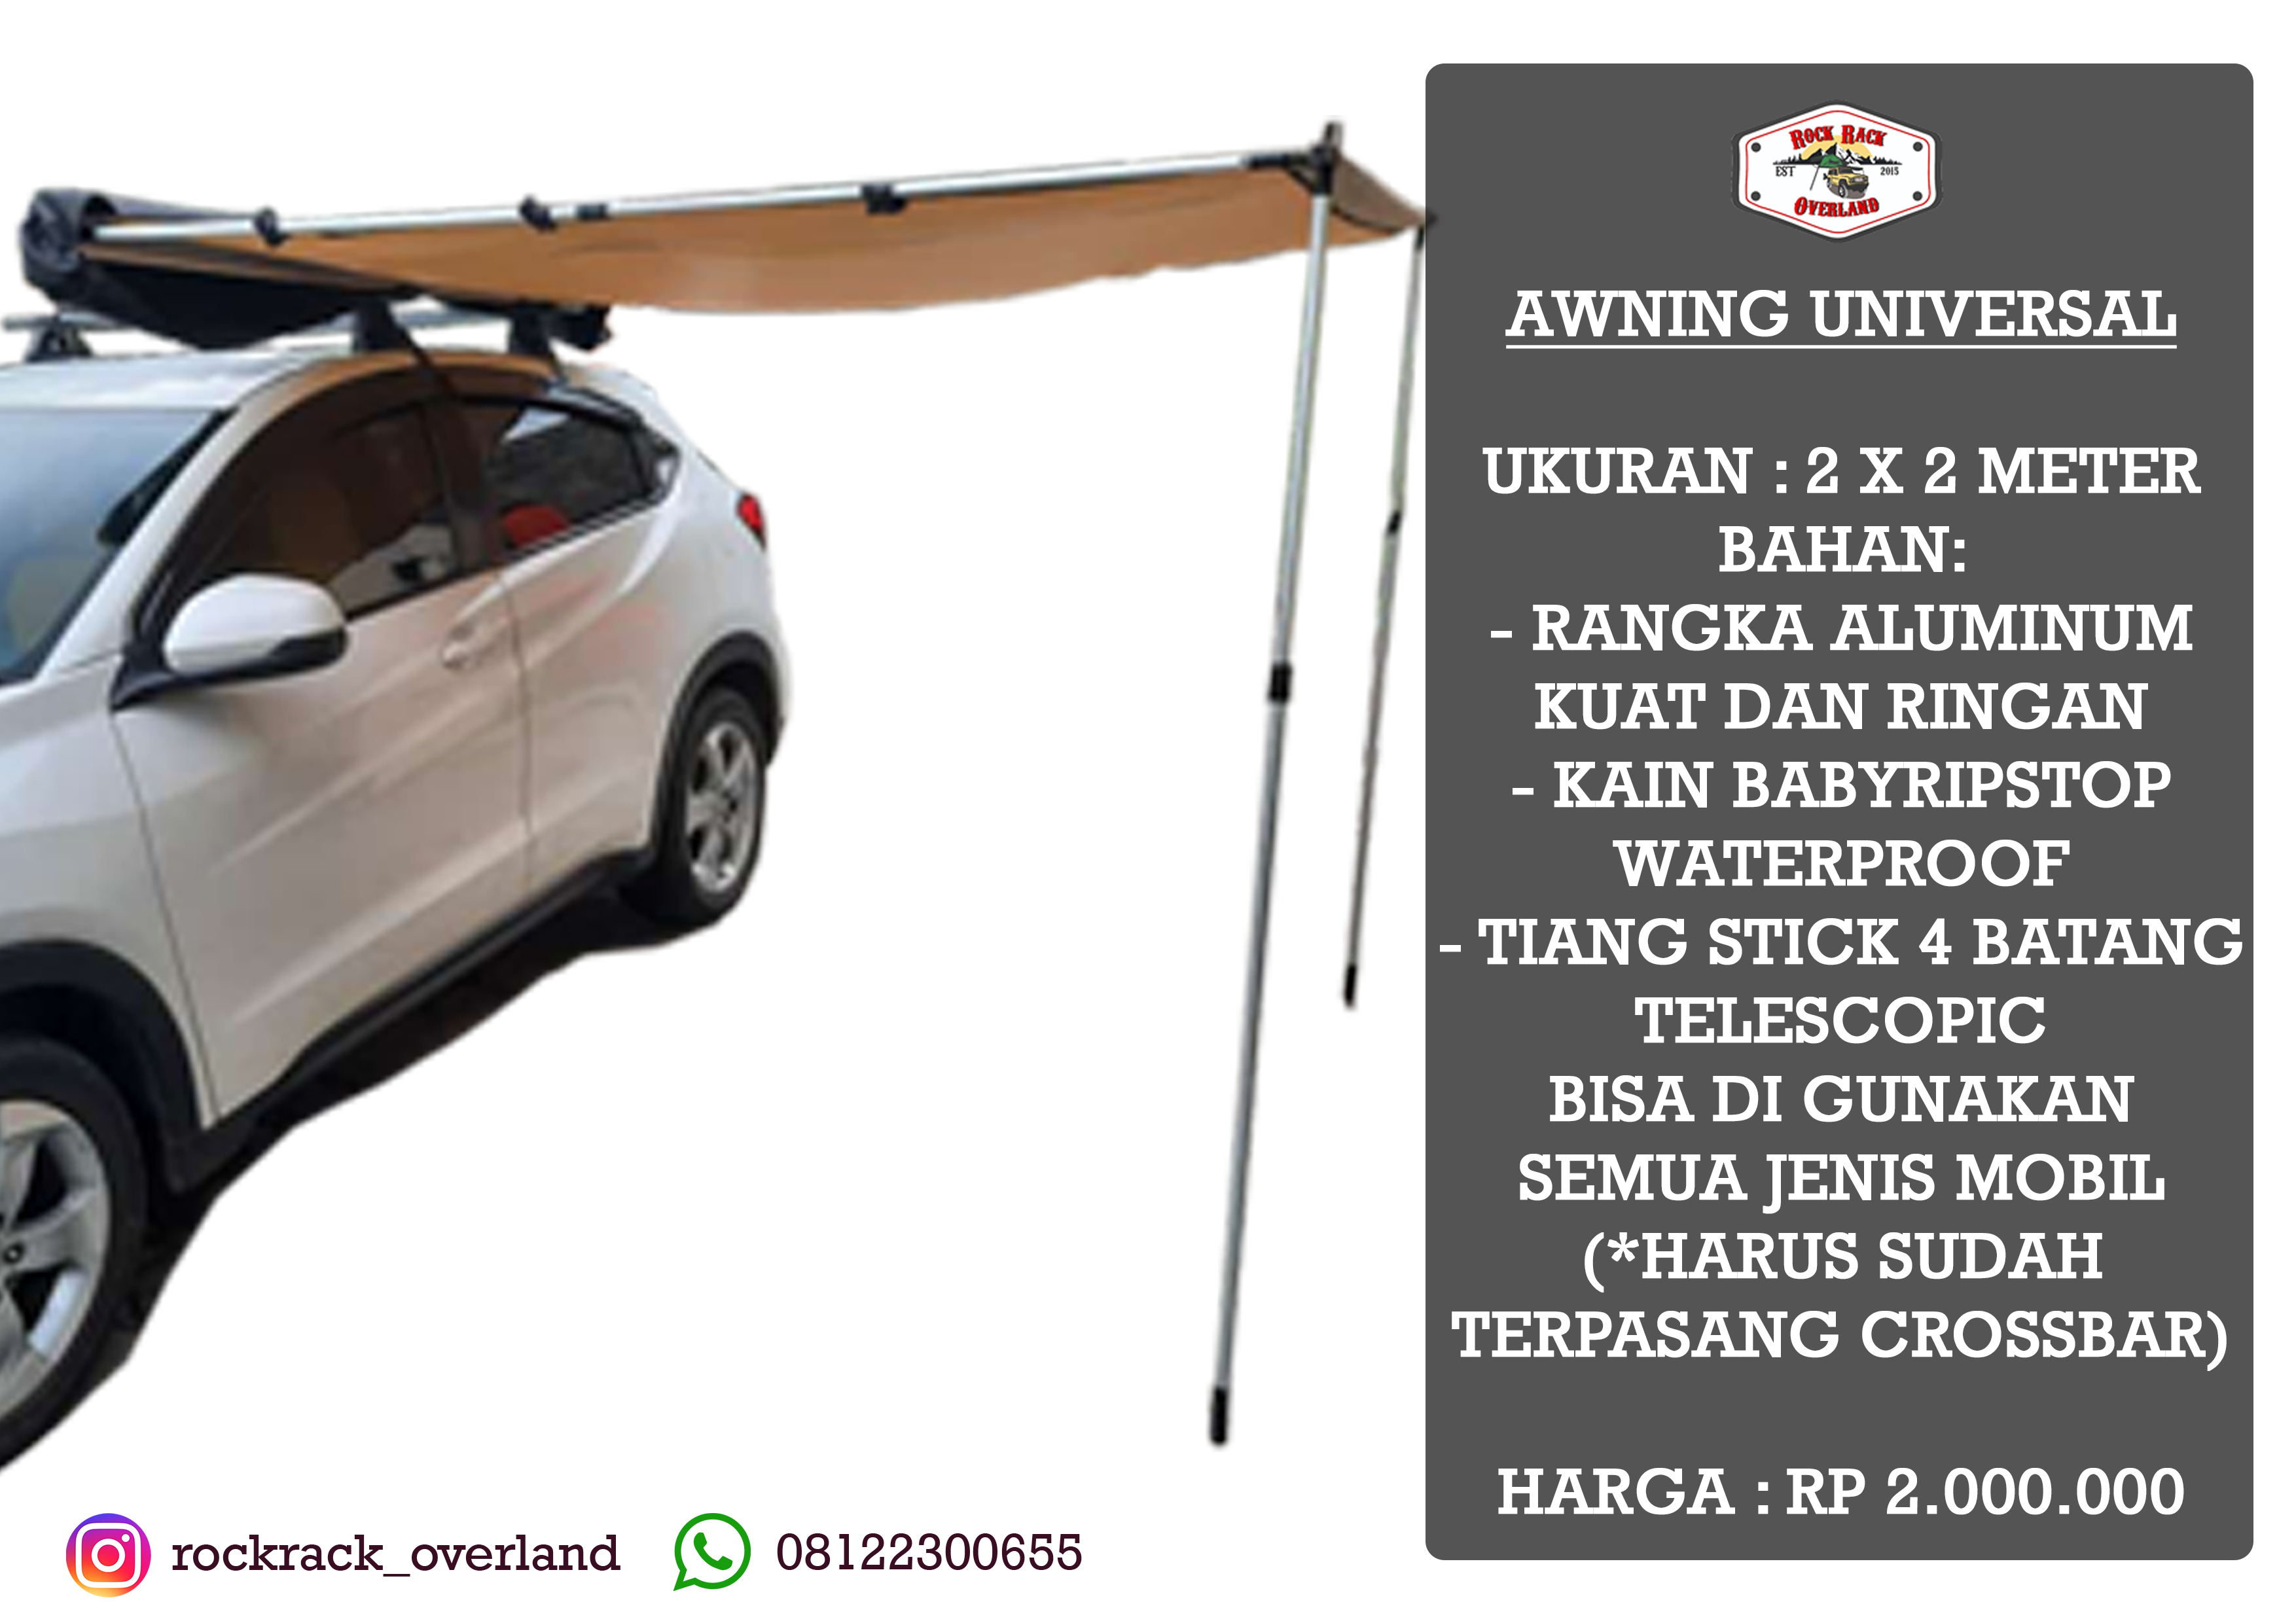 ROCK RACK
EST 2015
OVERLAND
AWNING UNIVERSAL
UKURAN : 2 X 2 METER
BAHAN:
- RANGKA ALUMINUM
KUAT DAN RINGAN
- KAIN BABYRIPSTOP
WATERPROOF
- TIANG STICK 4 BATANG
TELESCOPIC
BISA DI GUNAKAN
SEMUA JENIS MOBIL
(*HARUS SUDAH
TERPASANG CROSSBAR)
HARGA : RP 2.000.000
rockrack_overland
08122300655